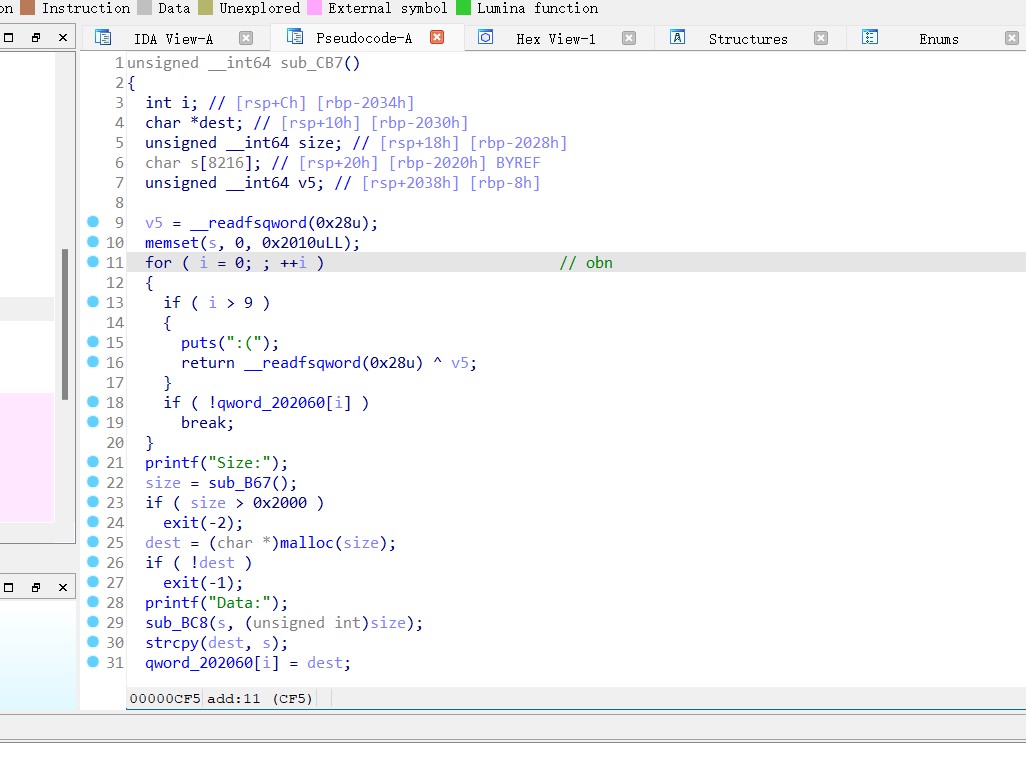 on Instruction Data Unexplored External symbol Lumina function
IDA View-A Pseudocode-A Hex View-1 Structures Enums
1 unsigned __int64 sub_CB7()
2 {
3 int i; // [rsp+Ch] [rbp-2034h]
4 char *dest; // [rsp+10h] [rbp-2030h]
5 unsigned __int64 size; // [rsp+18h] [rbp-2028h]
6 char s[8216]; // [rsp+20h] [rbp-2020h] BYREF
7 unsigned __int64 v5; // [rsp+2038h] [rbp-8h]
8
9 v5 = __readfsqword(0x28u);
10 memset(s, 0, 0x2010uLL);
11 for ( i = 0; ; ++i ) // obn
12 {
13 if ( i > 9 )
14 {
15 puts(":(");
16 return __readfsqword(0x28u) ^ v5;
17 }
18 if ( !qword_202060[i] )
19 break;
20 }
21 printf("Size:");
22 size = sub_B67();
23 if ( size > 0x2000 )
24 exit(-2);
25 dest = (char *)malloc(size);
26 if ( !dest )
27 exit(-1);
28 printf("Data:");
29 sub_BC8(s, (unsigned int)size);
30 strcpy(dest, s);
31 qword_202060[i] = dest;
00000CF5 add:11 (CF5)